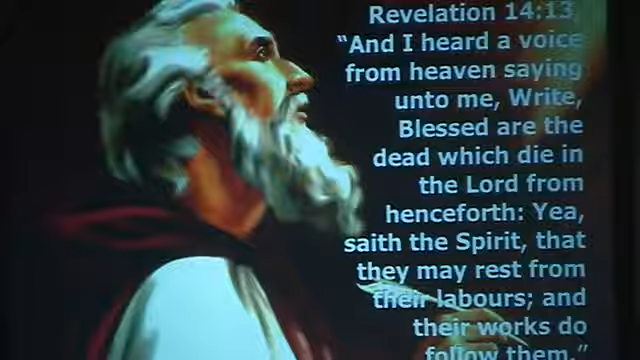 Revelation 14:13
“And I heard a voice
from heaven saying
unto me, Write,
Blessed are the
dead which die in
the Lord from
henceforth: Yea,
saith the Spirit, that
they may rest from
their labours; and
their works do
follow them.”